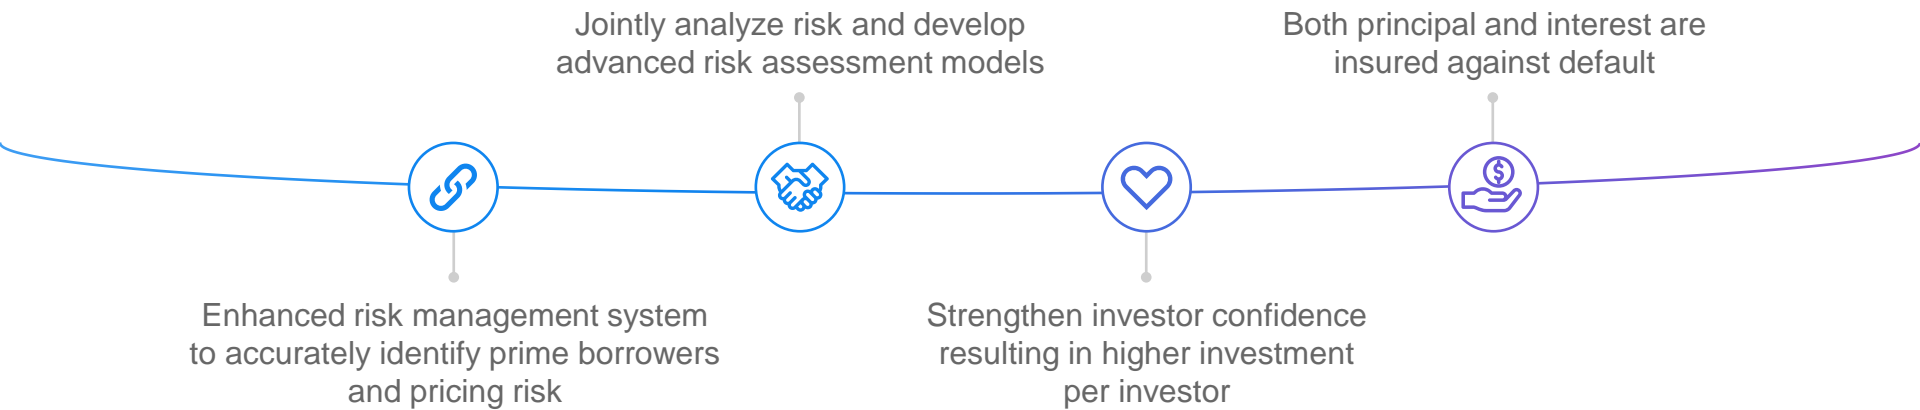 Jointly analyze risk and develop
advanced risk assessment models
Both principal and interest are
insured against default
$
Enhanced risk management system
to accurately identify prime borrowers
and pricing risk
Strengthen investor confidence
resulting in higher investment
per investor